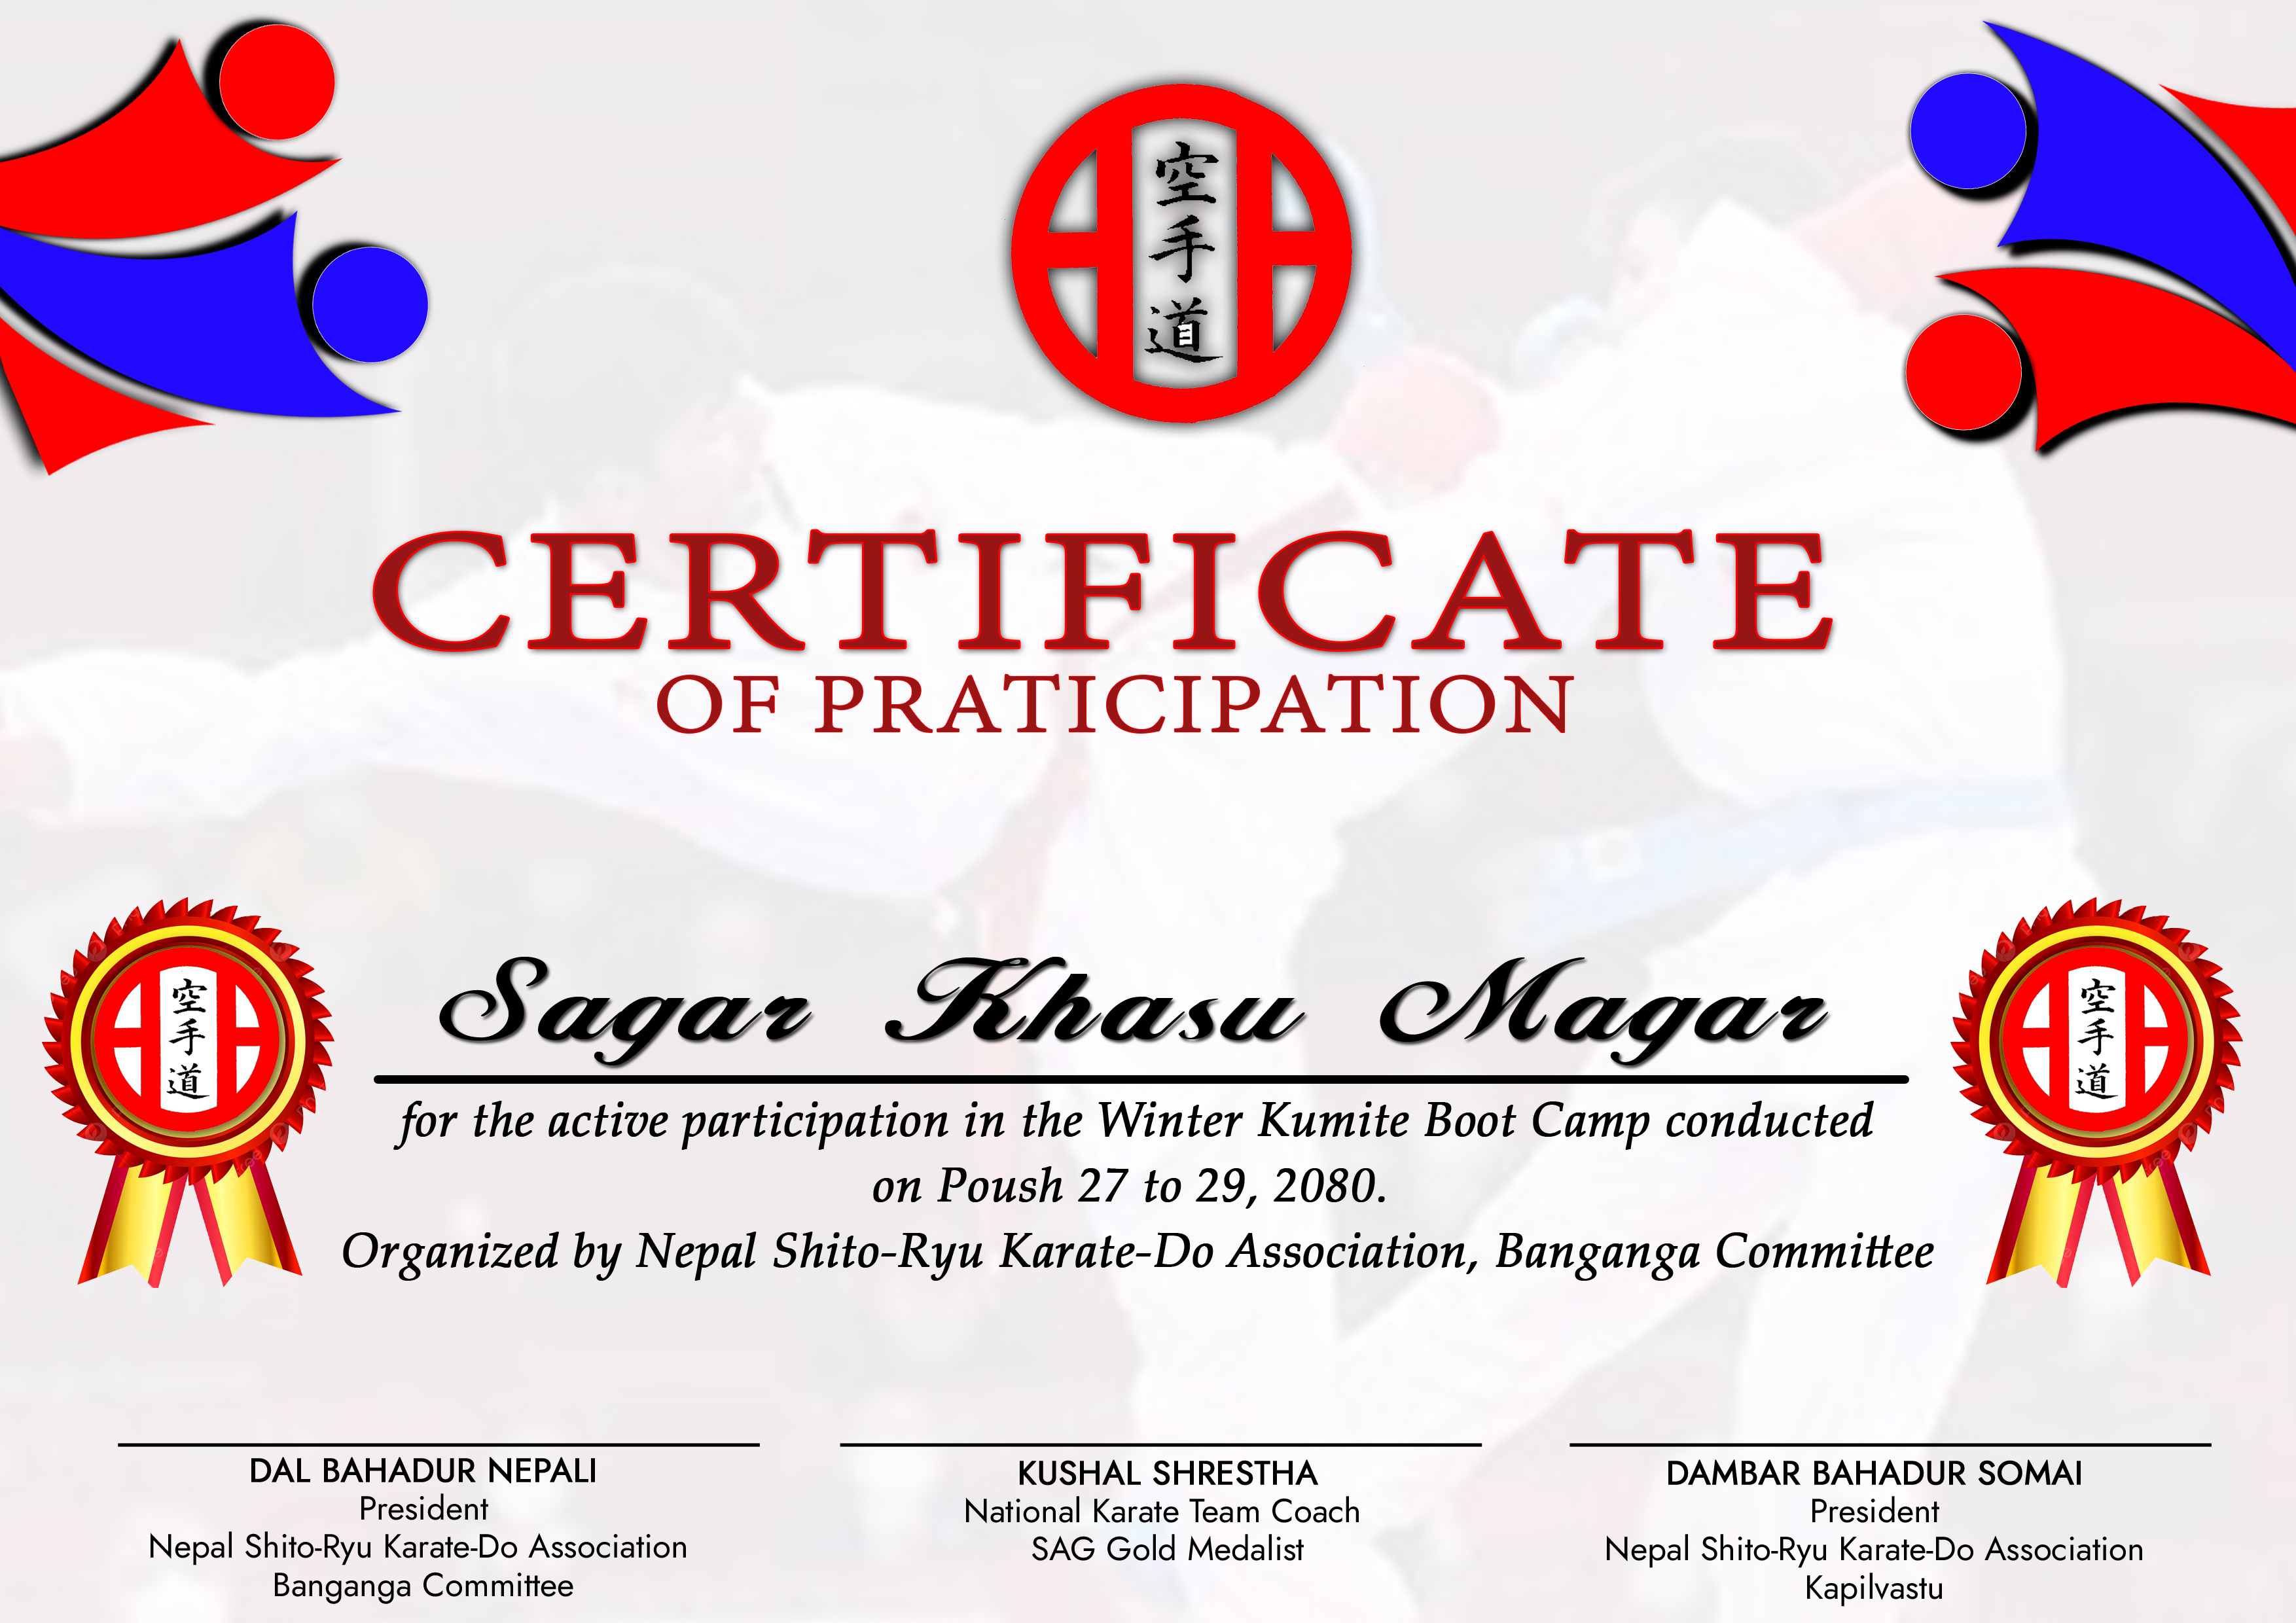 空
手
道
CERTIFICATE
OF PRATICIPATION
空
手
道
空
手
道
Sagar Khasu Magar
for the active participation in the Winter Kumite Boot Camp conducted
on Poush 27 to 29, 2080.
Organized by Nepal Shito-Ryu Karate-Do Association, Banganga Committee
DAL BAHADUR NEPALI
President
Nepal Shito-Ryu Karate-Do Association
Banganga Committee
KUSHAL SHRESTHA
National Karate Team Coach
SAG Gold Medalist
DAMBAR BAHADUR SOMAI
President
Nepal Shito-Ryu Karate-Do Association
Kapilvastu